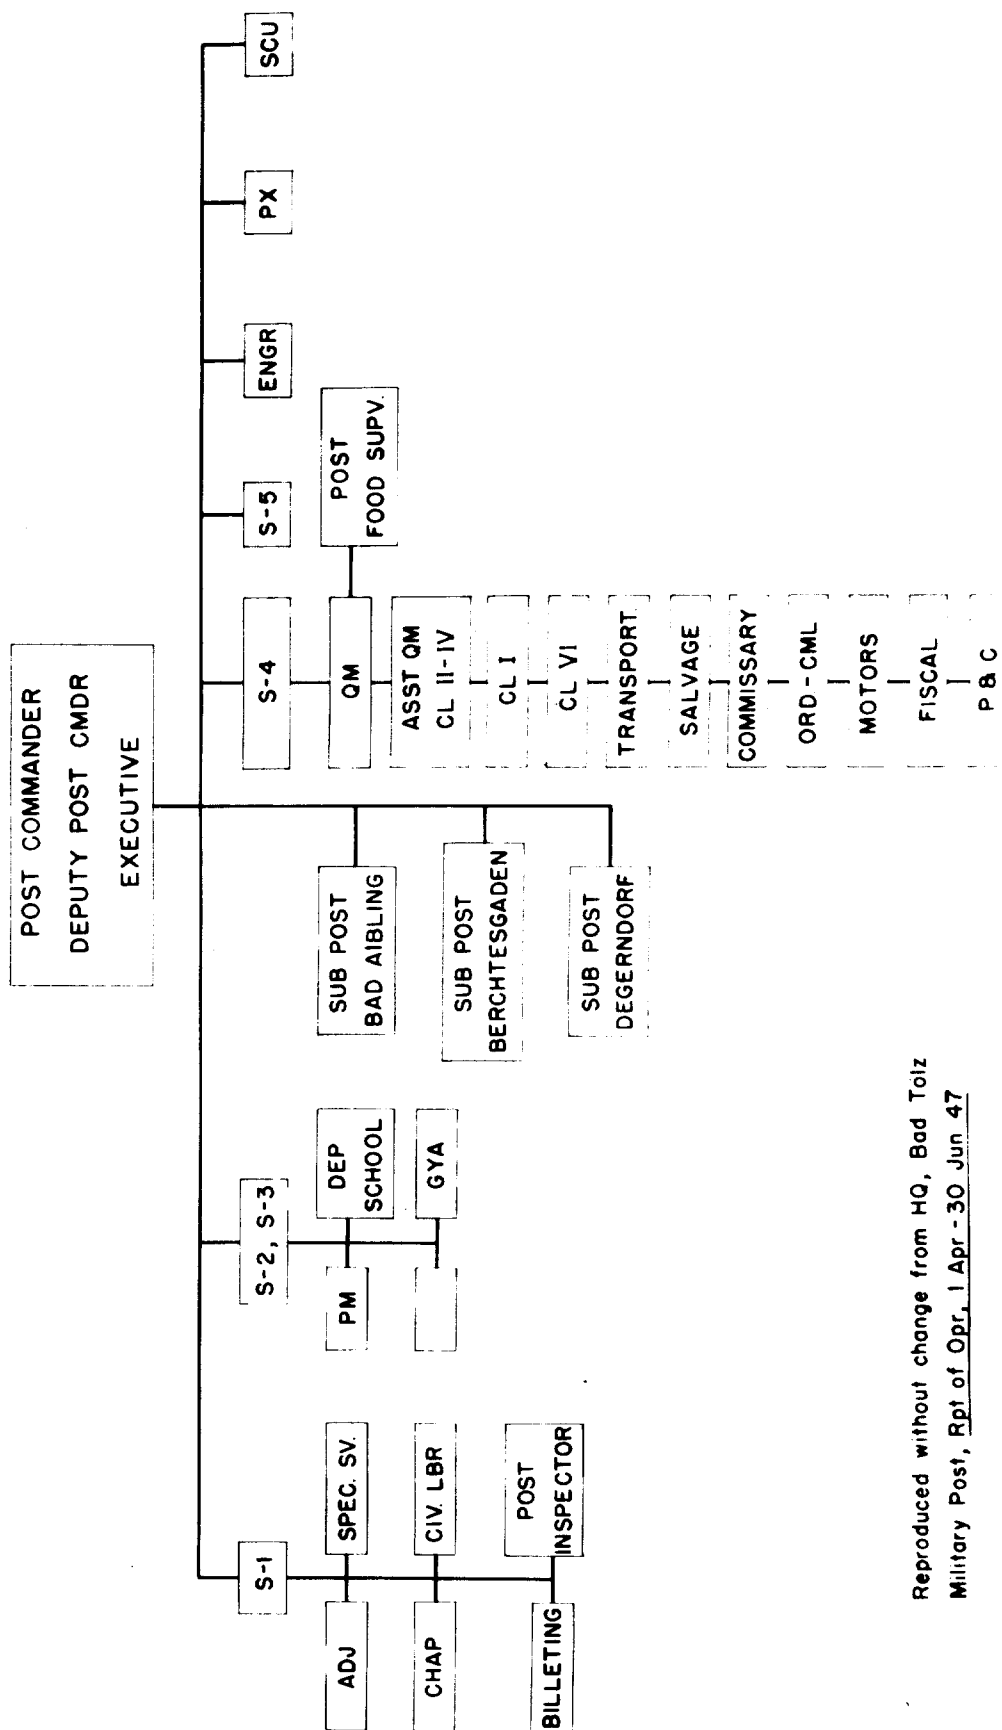 POST COMMANDER
DEPUTY POST CMDR
EXECUTIVE
S-1
S-2, S-3
S-4
S-5
ENGR
PX
SCU
ADJ
SPEC. SV.
CHAP
CIV. LBR
BILLETING
POST
INSPECTOR
PM
DEP
SCHOOL
GYA
SUB POST
BAD AIBLING
SUB POST
BERCHTESGADEN
SUB POST
DEGERNDORF
QM
POST
FOOD SUPV.
ASST QM
CL II-IV
CL I
CL VI
TRANSPORT
SALVAGE
COMMISSARY
ORD-CML
MOTORS
FISCAL
P & C
Reproduced without change from HQ, Bad Tolz
Military Post, Rpt of Opr, 1 Apr - 30 Jun 47